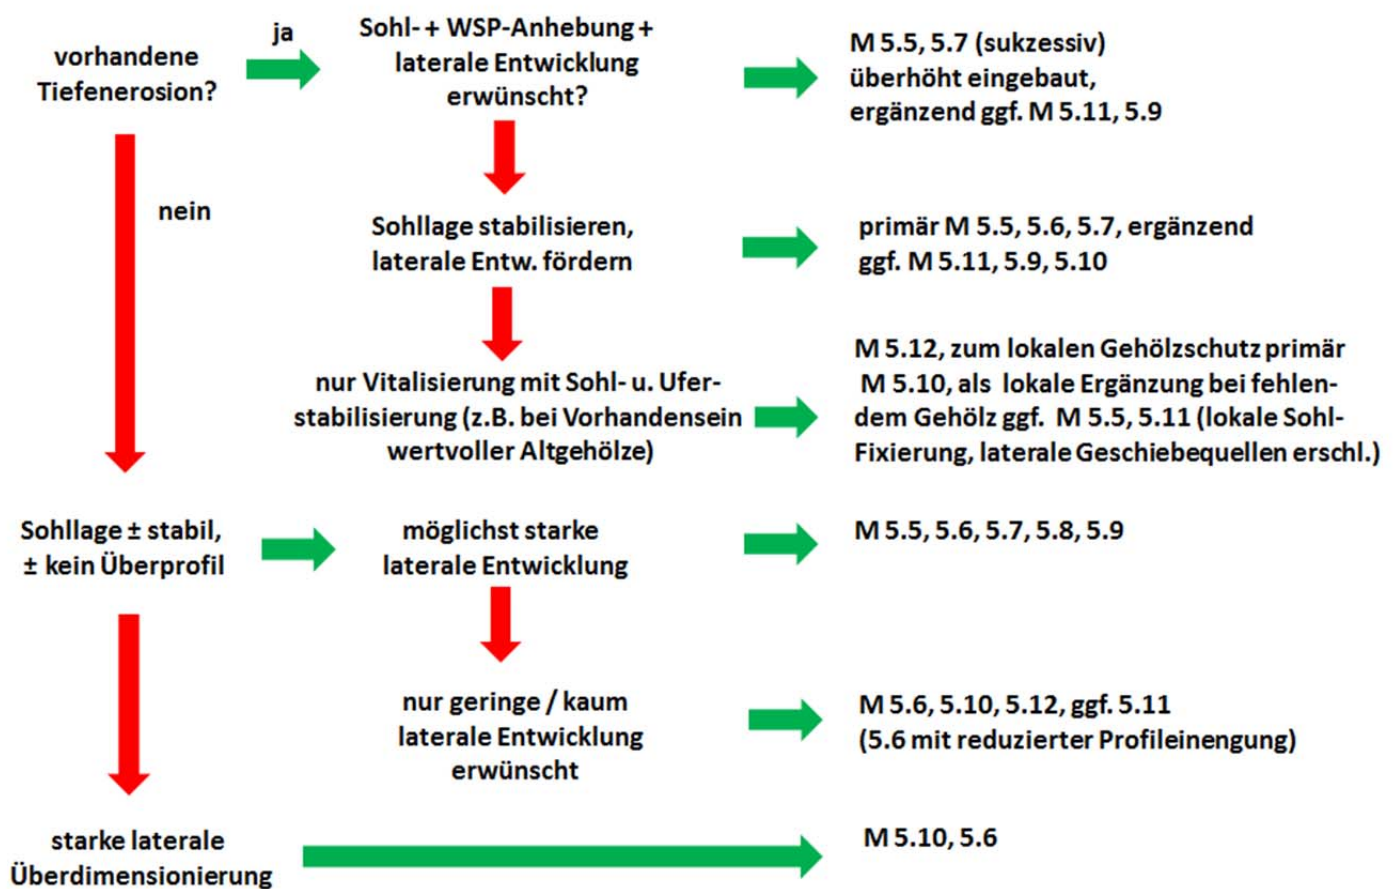 vorhandene
Tiefenerosion?
ja
Sohl- + WSP-Anhebung +
laterale Entwicklung
erwünscht?
M 5.5, 5.7 (sukzessiv)
überhöht eingebaut,
ergänzend ggf. M 5.11, 5.9
nein
Sohllage stabilisieren,
laterale Entw. fördern
primär M 5.5, 5.6, 5.7, ergänzend
ggf. M 5.11, 5.9, 5.10
nur Vitalisierung mit Sohl- u. Ufer-
stabilisierung (z.B. bei Vorhandensein
wertvoller Altgehölze)
M 5.12, zum lokalen Gehölzschutz primär
M 5.10, als lokale Ergänzung bei fehlen-
dem Gehölz ggf. M 5.5, 5.11 (lokale Sohl-
Fixierung, laterale Geschiebequellen erschl.)
Sohllage ± stabil,
± kein Überprofil
möglichst starke
laterale Entwicklung
M 5.5, 5.6, 5.7, 5.8, 5.9
nur geringe / kaum
laterale Entwicklung
erwünscht
M 5.6, 5.10, 5.12, ggf. 5.11
(5.6 mit reduzierter Profileinengung)
starke laterale
Überdimensionierung
M 5.10, 5.6